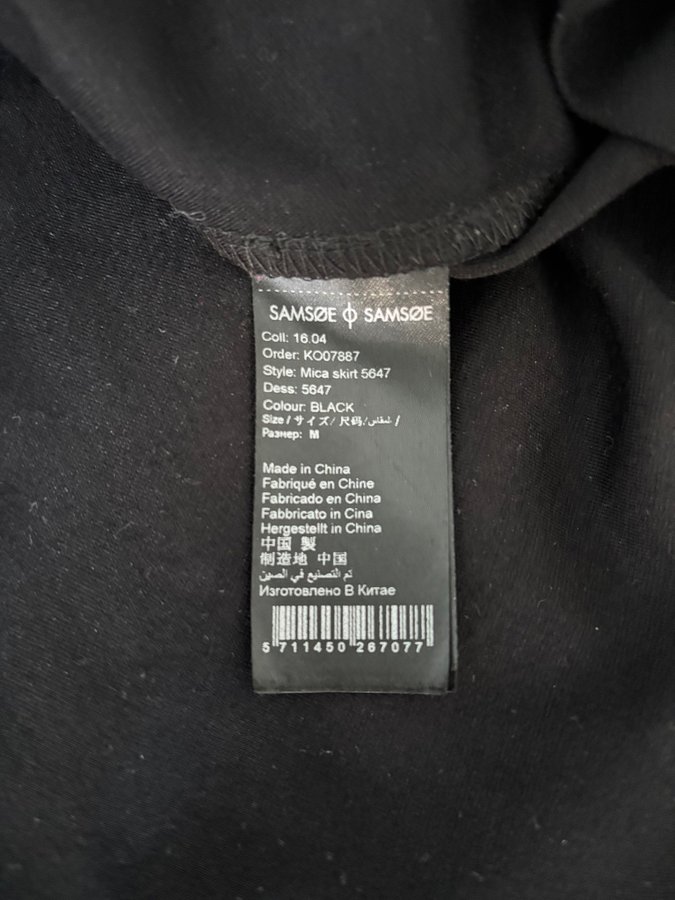 SAMSØE ϕ SAMSØE
Coll: 16.04
Order: KO07887
Style: Mica skirt 5647
Dess: 5647
Colour: BLACK
Size / サイズ/ 尺码/المقاس /
Размер: M
Made in China
Fabriqué en Chine
Fabricado en China
Fabbricato in Cina
Hergestellt in China
中国 製
制造地 中国
تم التصنيع في الصين
Изготовлено В Китае
5 711450 267077